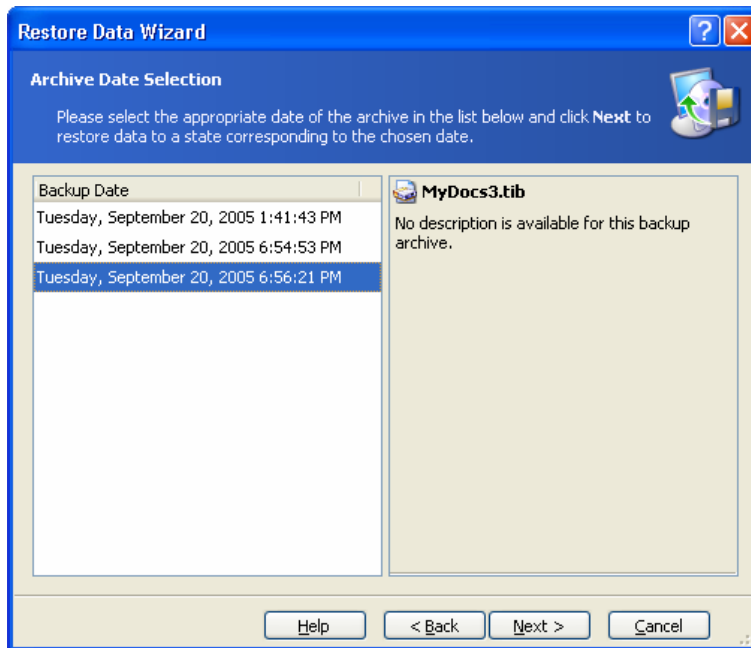 Restore Data Wizard
Archive Date Selection
Please select the appropriate date of the archive in the list below and click Next to
restore data to a state corresponding to the chosen date.
Backup Date
Tuesday, September 20, 2005 1:41:43 PM
Tuesday, September 20, 2005 6:54:53 PM
Tuesday, September 20, 2005 6:56:21 PM
MyDocs3.tib
No description is available for this backup
archive.
Help
< Back
Next >
Cancel